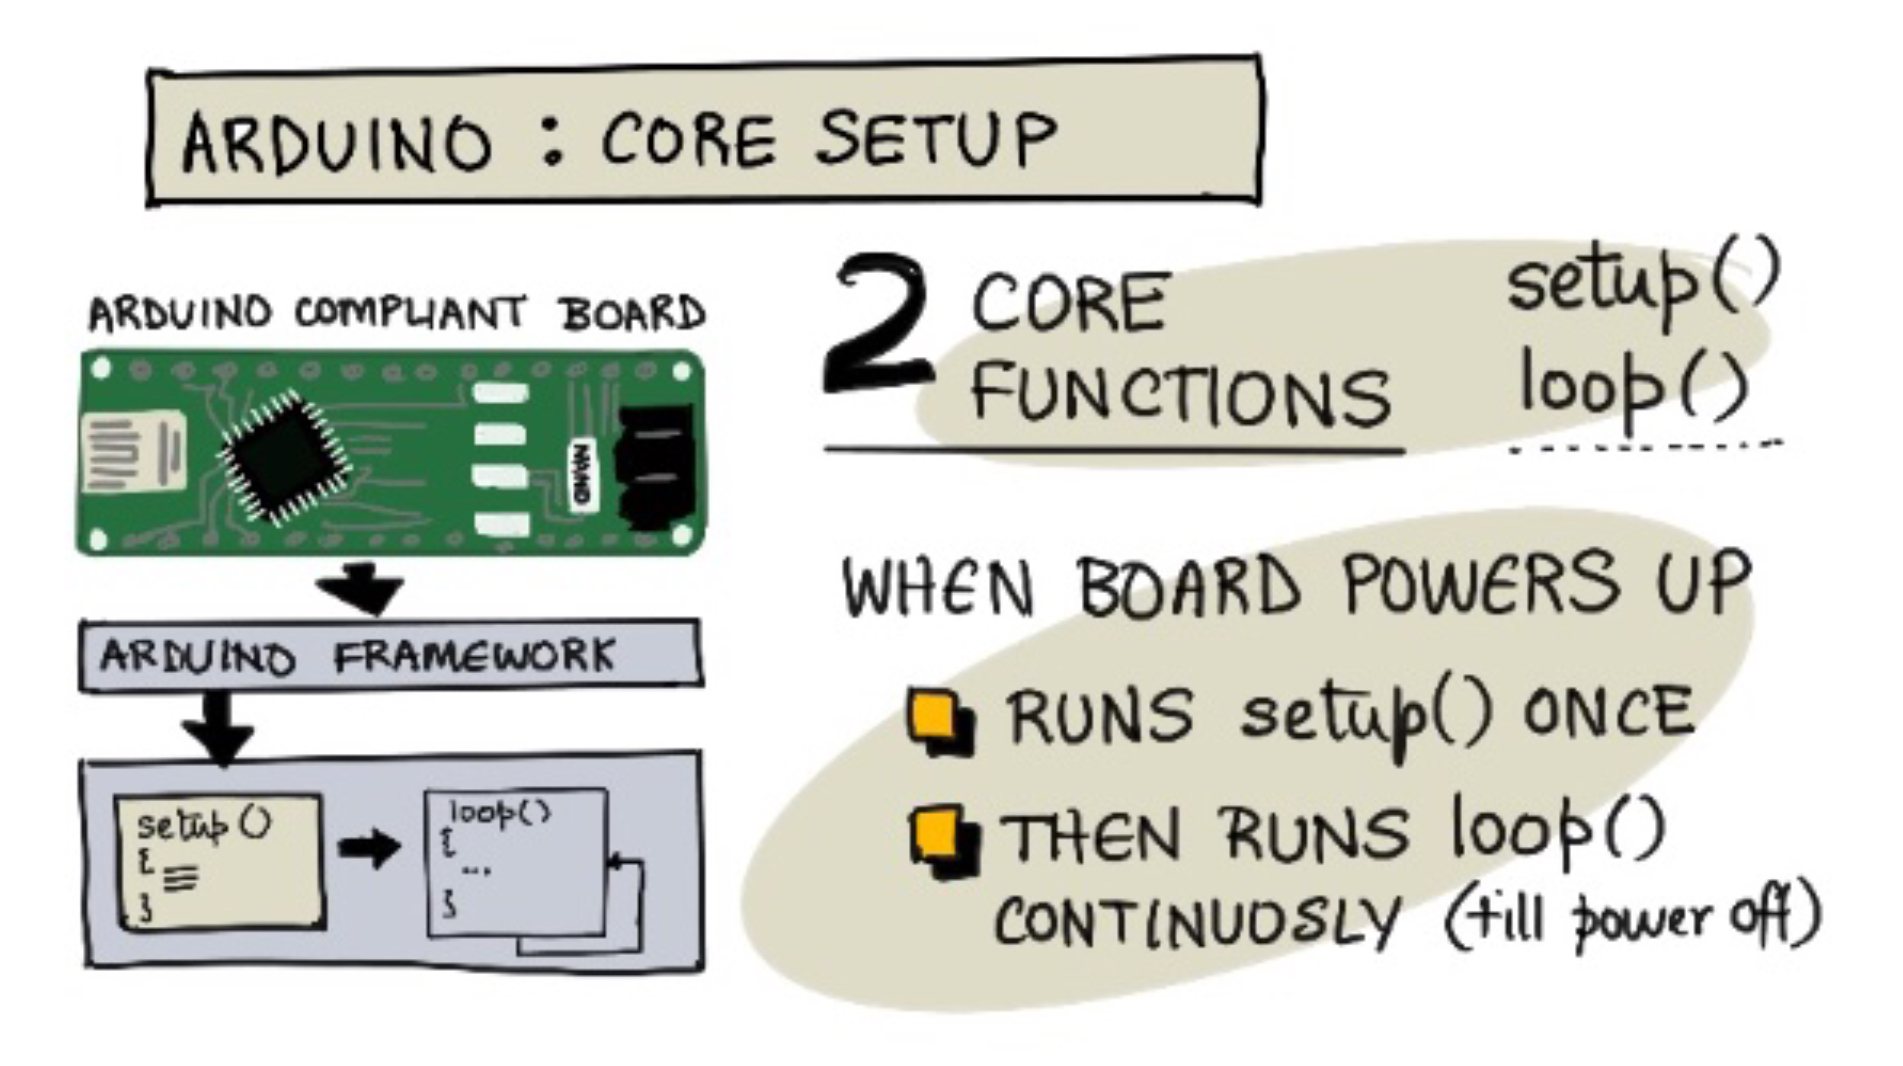 ARDUINO : CORE SETUP
ARDUINO COMPLIANT BOARD
NANO
ARDUINO FRAMEWORK
setup()
{
}
loop()
{
...
}
2 CORE
FUNCTIONS
setup()
loop()
WHEN BOARD POWERS UP
RUNS setup() ONCE
THEN RUNS loop()
CONTINUOSLY (till power off)